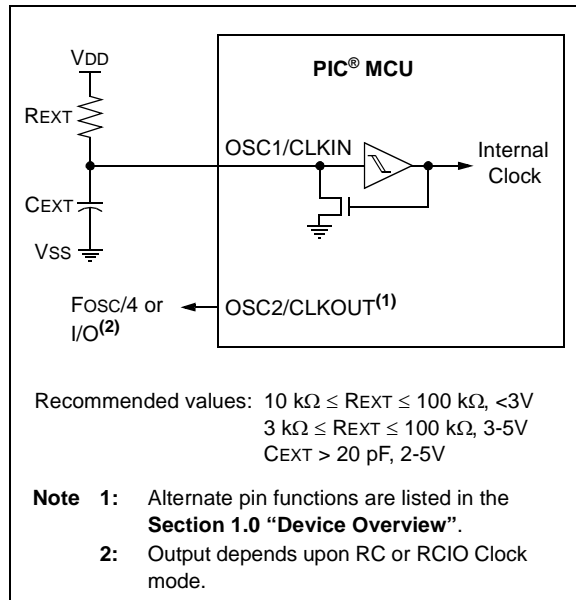 VDD
PIC® MCU
REXT
OSC1/CLKIN
Internal
Clock
CEXT
VSS
FOSC/4 or
I/O(2)
OSC2/CLKOUT(1)
Recommended values: 10 kΩ ≤ REXT ≤ 100 kΩ, <3V
3 kΩ ≤ REXT ≤ 100 kΩ, 3-5V
CEXT > 20 pF, 2-5V
Note 1: Alternate pin functions are listed in the
Section 1.0 “Device Overview”.
2: Output depends upon RC or RCIO Clock
mode.